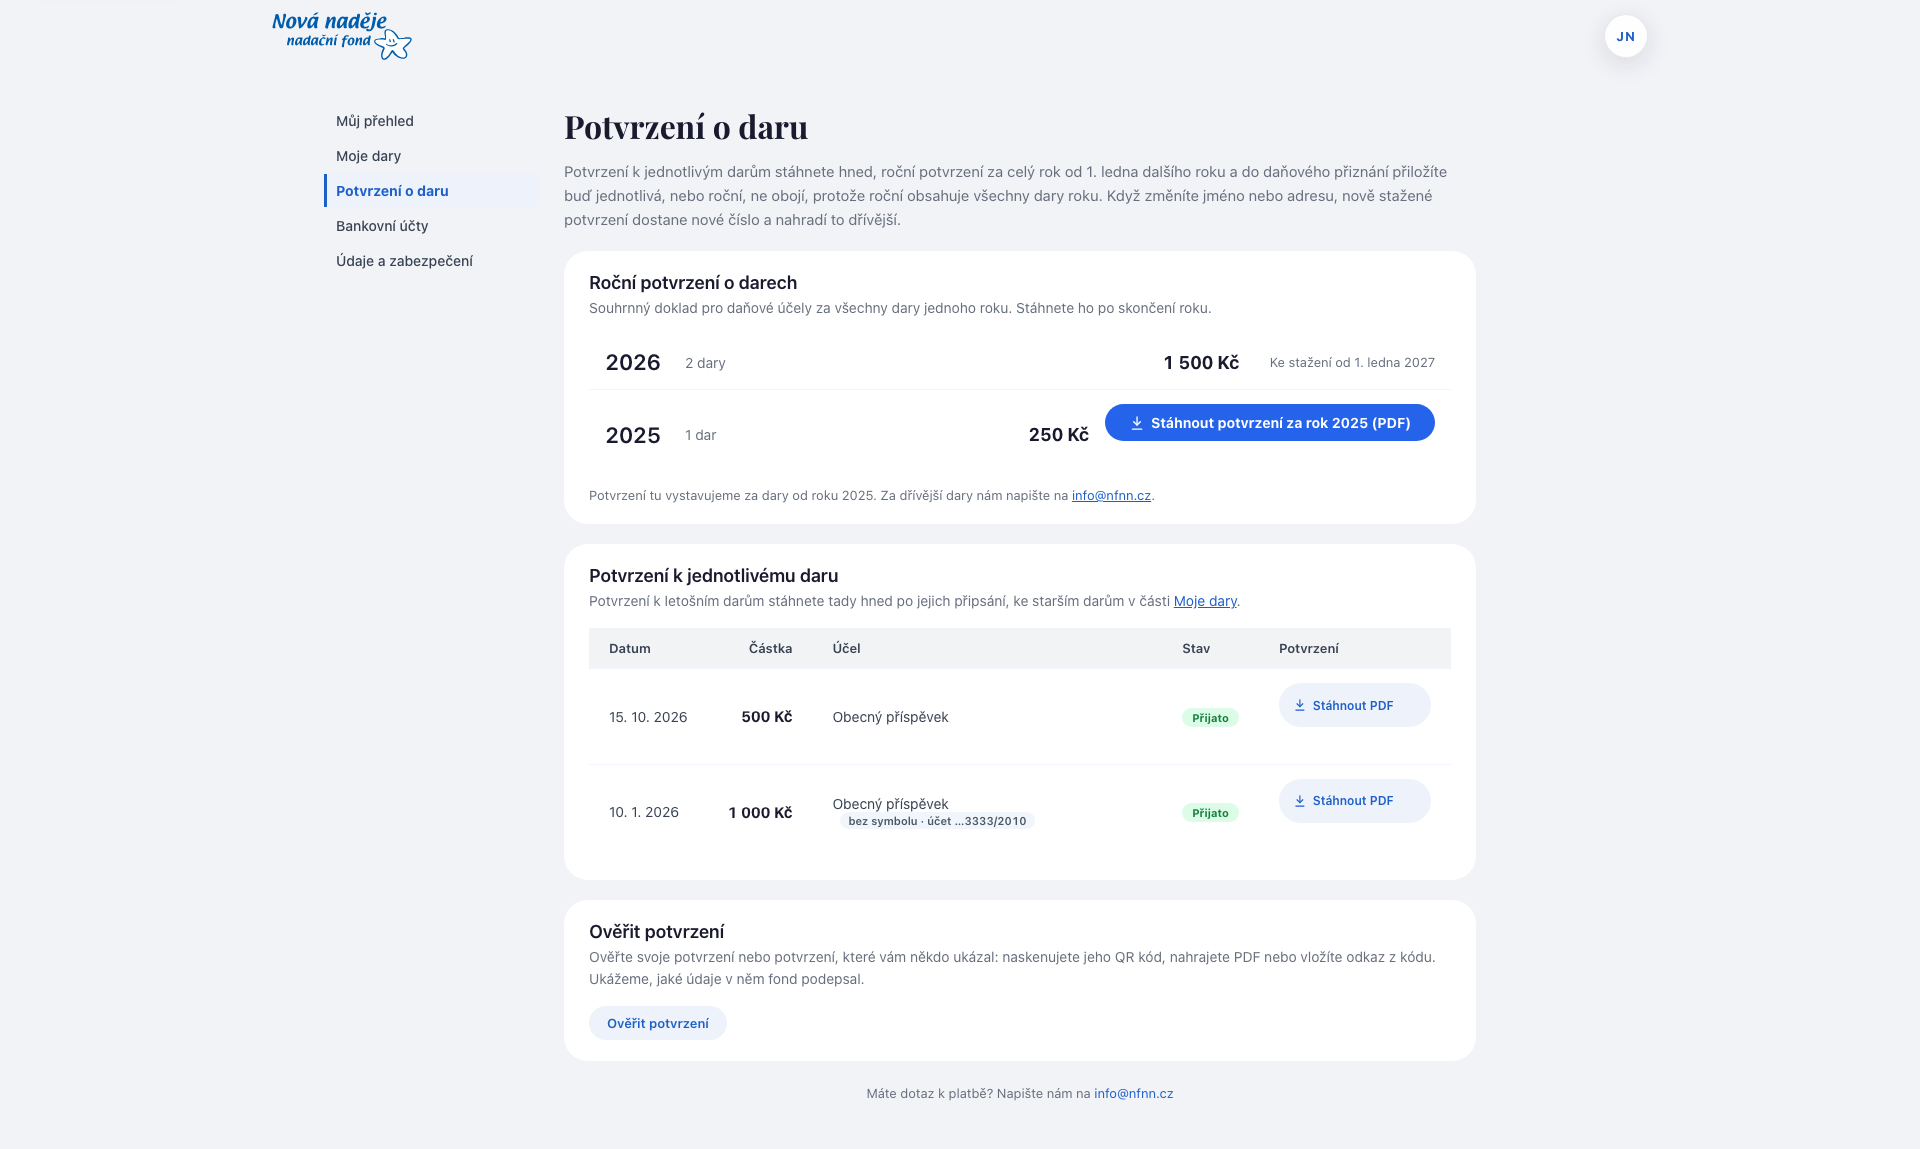 Nová naděje
nadační fond
JN
Můj přehled
Moje dary
Potvrzení o daru
Bankovní účty
Údaje a zabezpečení
Potvrzení o daru
Potvrzení k jednotlivým darům stáhnete hned, roční potvrzení za celý rok od 1. ledna dalšího roku a do daňového přiznání přiložíte
buď jednotlivá, nebo roční, ne obojí, protože roční obsahuje všechny dary roku. Když změníte jméno nebo adresu, nově stažené
potvrzení dostane nové číslo a nahradí to dřívější.
Roční potvrzení o darech
Souhrnný doklad pro daňové účely za všechny dary jednoho roku. Stáhnete ho po skončení roku.
2026 2 dary 1 500 Kč Ke stažení od 1. ledna 2027
2025 1 dar 250 Kč Stáhnout potvrzení za rok 2025 (PDF)
Potvrzení tu vystavujeme za dary od roku 2025. Za dřívější dary nám napište na info@nfnn.cz.
Potvrzení k jednotlivému daru
Potvrzení k letošním darům stáhnete tady hned po jejich připsání, ke starším darům v části Moje dary.
Datum Částka Účel Stav Potvrzení
15. 10. 2026 500 Kč Obecný příspěvek Přijato Stáhnout PDF
10. 1. 2026 1 000 Kč Obecný příspěvek Přijato Stáhnout PDF
bez symbolu · účet …3333/2010
Ověřit potvrzení
Ověřte svoje potvrzení nebo potvrzení, které vám někdo ukázal: naskenujete jeho QR kód, nahrajete PDF nebo vložíte odkaz z kódu.
Ukážeme, jaké údaje v něm fond podepsal.
Ověřit potvrzení
Máte dotaz k platbě? Napište nám na info@nfnn.cz